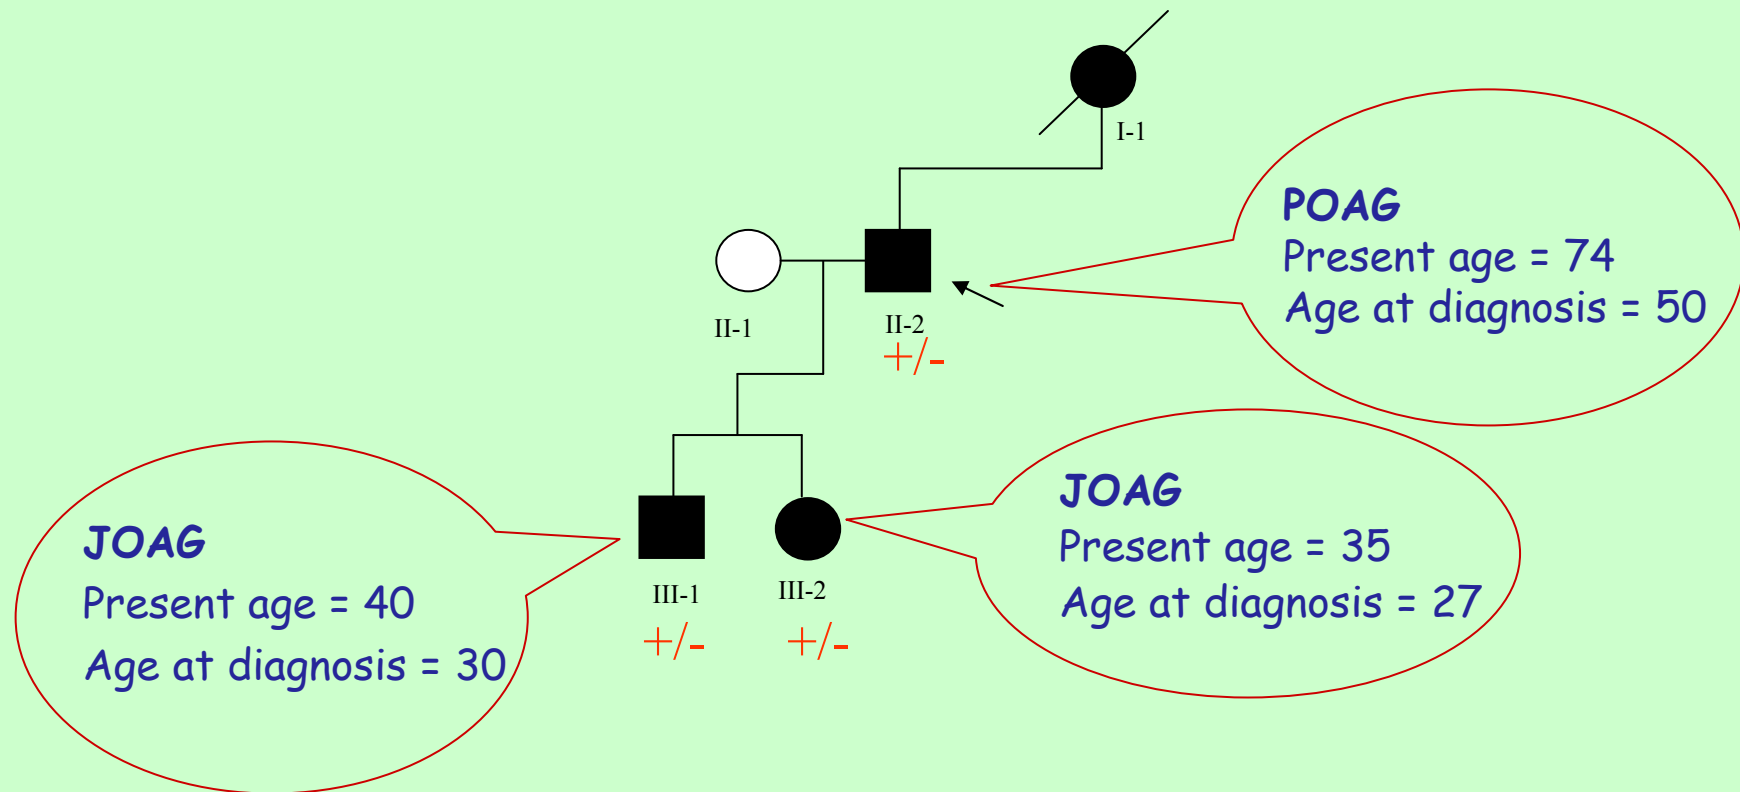 I-1
POAG
Present age = 74
Age at diagnosis = 50
II-1
II-2
+/-
JOAG
Present age = 40
Age at diagnosis = 30
JOAG
Present age = 35
Age at diagnosis = 27
III-1
III-2
+/-
+/-